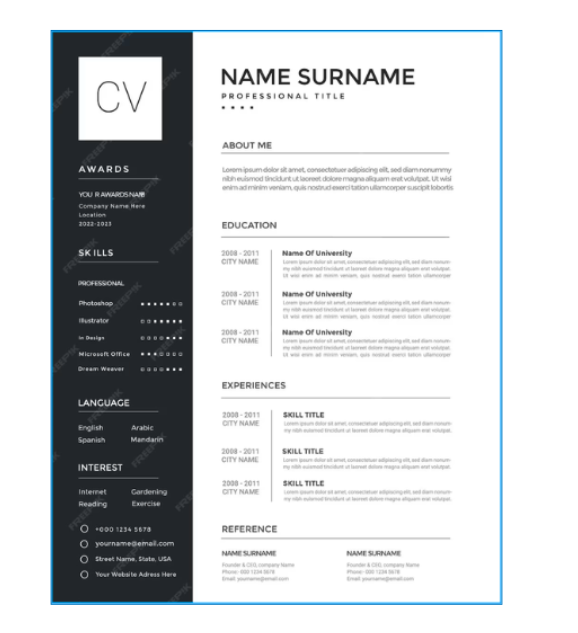 CV
AWARDS
YOU R AWARDS NAME
Company Name Here
Location
2022-2023
SKILLS
PROFESSIONAL
Photoshop
Illustrator
In Design
Microsoft Office
Dream Weaver
LANGUAGE
English Arabic
Spanish Mandarin
INTEREST
Internet Gardening
Reading Exercise
+000 1234 5678
yourname@email.com
Street Name, State, USA
Your Website Adress Here
NAME SURNAME
PROFESSIONAL TITLE
ABOUT ME
Lorem ipsum dolor sit amet, consectetuer adipiscing elit, sed diam nonummy
nibh euismod tincidunt ut laoreet dolore magna aliquam erat volutpat. Ut wisi
enim ad minim veniam, quis nostrud exerci tation ullamcorper suscipit lobortis
EDUCATION
2008 - 2011 Name Of University
CITY NAME Lorem ipsum dolor sit amet, consectetuer adipiscing elit, sed diam nonum-
my nibh euismod tincidunt ut laoreet dolore magna aliquam erat volutpat.
Ut wisi enim ad minim veniam, quis nostrud exerci tation ullamcorper
2008 - 2011 Name Of University
CITY NAME Lorem ipsum dolor sit amet, consectetuer adipiscing elit, sed diam nonum-
my nibh euismod tincidunt ut laoreet dolore magna aliquam erat volutpat.
Ut wisi enim ad minim veniam, quis nostrud exerci tation ullamcorper
2008 - 2011 Name Of University
CITY NAME Lorem ipsum dolor sit amet, consectetuer adipiscing elit, sed diam nonum-
my nibh euismod tincidunt ut laoreet dolore magna aliquam erat volutpat.
Ut wisi enim ad minim veniam, quis nostrud exerci tation ullamcorper
EXPERIENCES
2008 - 2011 SKILL TITLE
CITY NAME Lorem ipsum dolor sit amet, consectetuer adipiscing elit, sed diam nonum-
my nibh euismod tincidunt ut laoreet dolore magna aliquam erat volutpat.
2008 - 2011 SKILL TITLE
CITY NAME Lorem ipsum dolor sit amet, consectetuer adipiscing elit, sed diam nonum-
my nibh euismod tincidunt ut laoreet dolore magna aliquam erat volutpat.
2008 - 2011 SKILL TITLE
CITY NAME Lorem ipsum dolor sit amet, consectetuer adipiscing elit, sed diam nonum-
my nibh euismod tincidunt ut laoreet dolore magna aliquam erat volutpat.
REFERENCE
NAME SURNAME NAME SURNAME
Founder & CEO, company Name Founder & CEO, company Name
Phone: 000 1234 5678 Phone: 000 1234 5678
Email: yourname@email.com Email: yourname@email.com